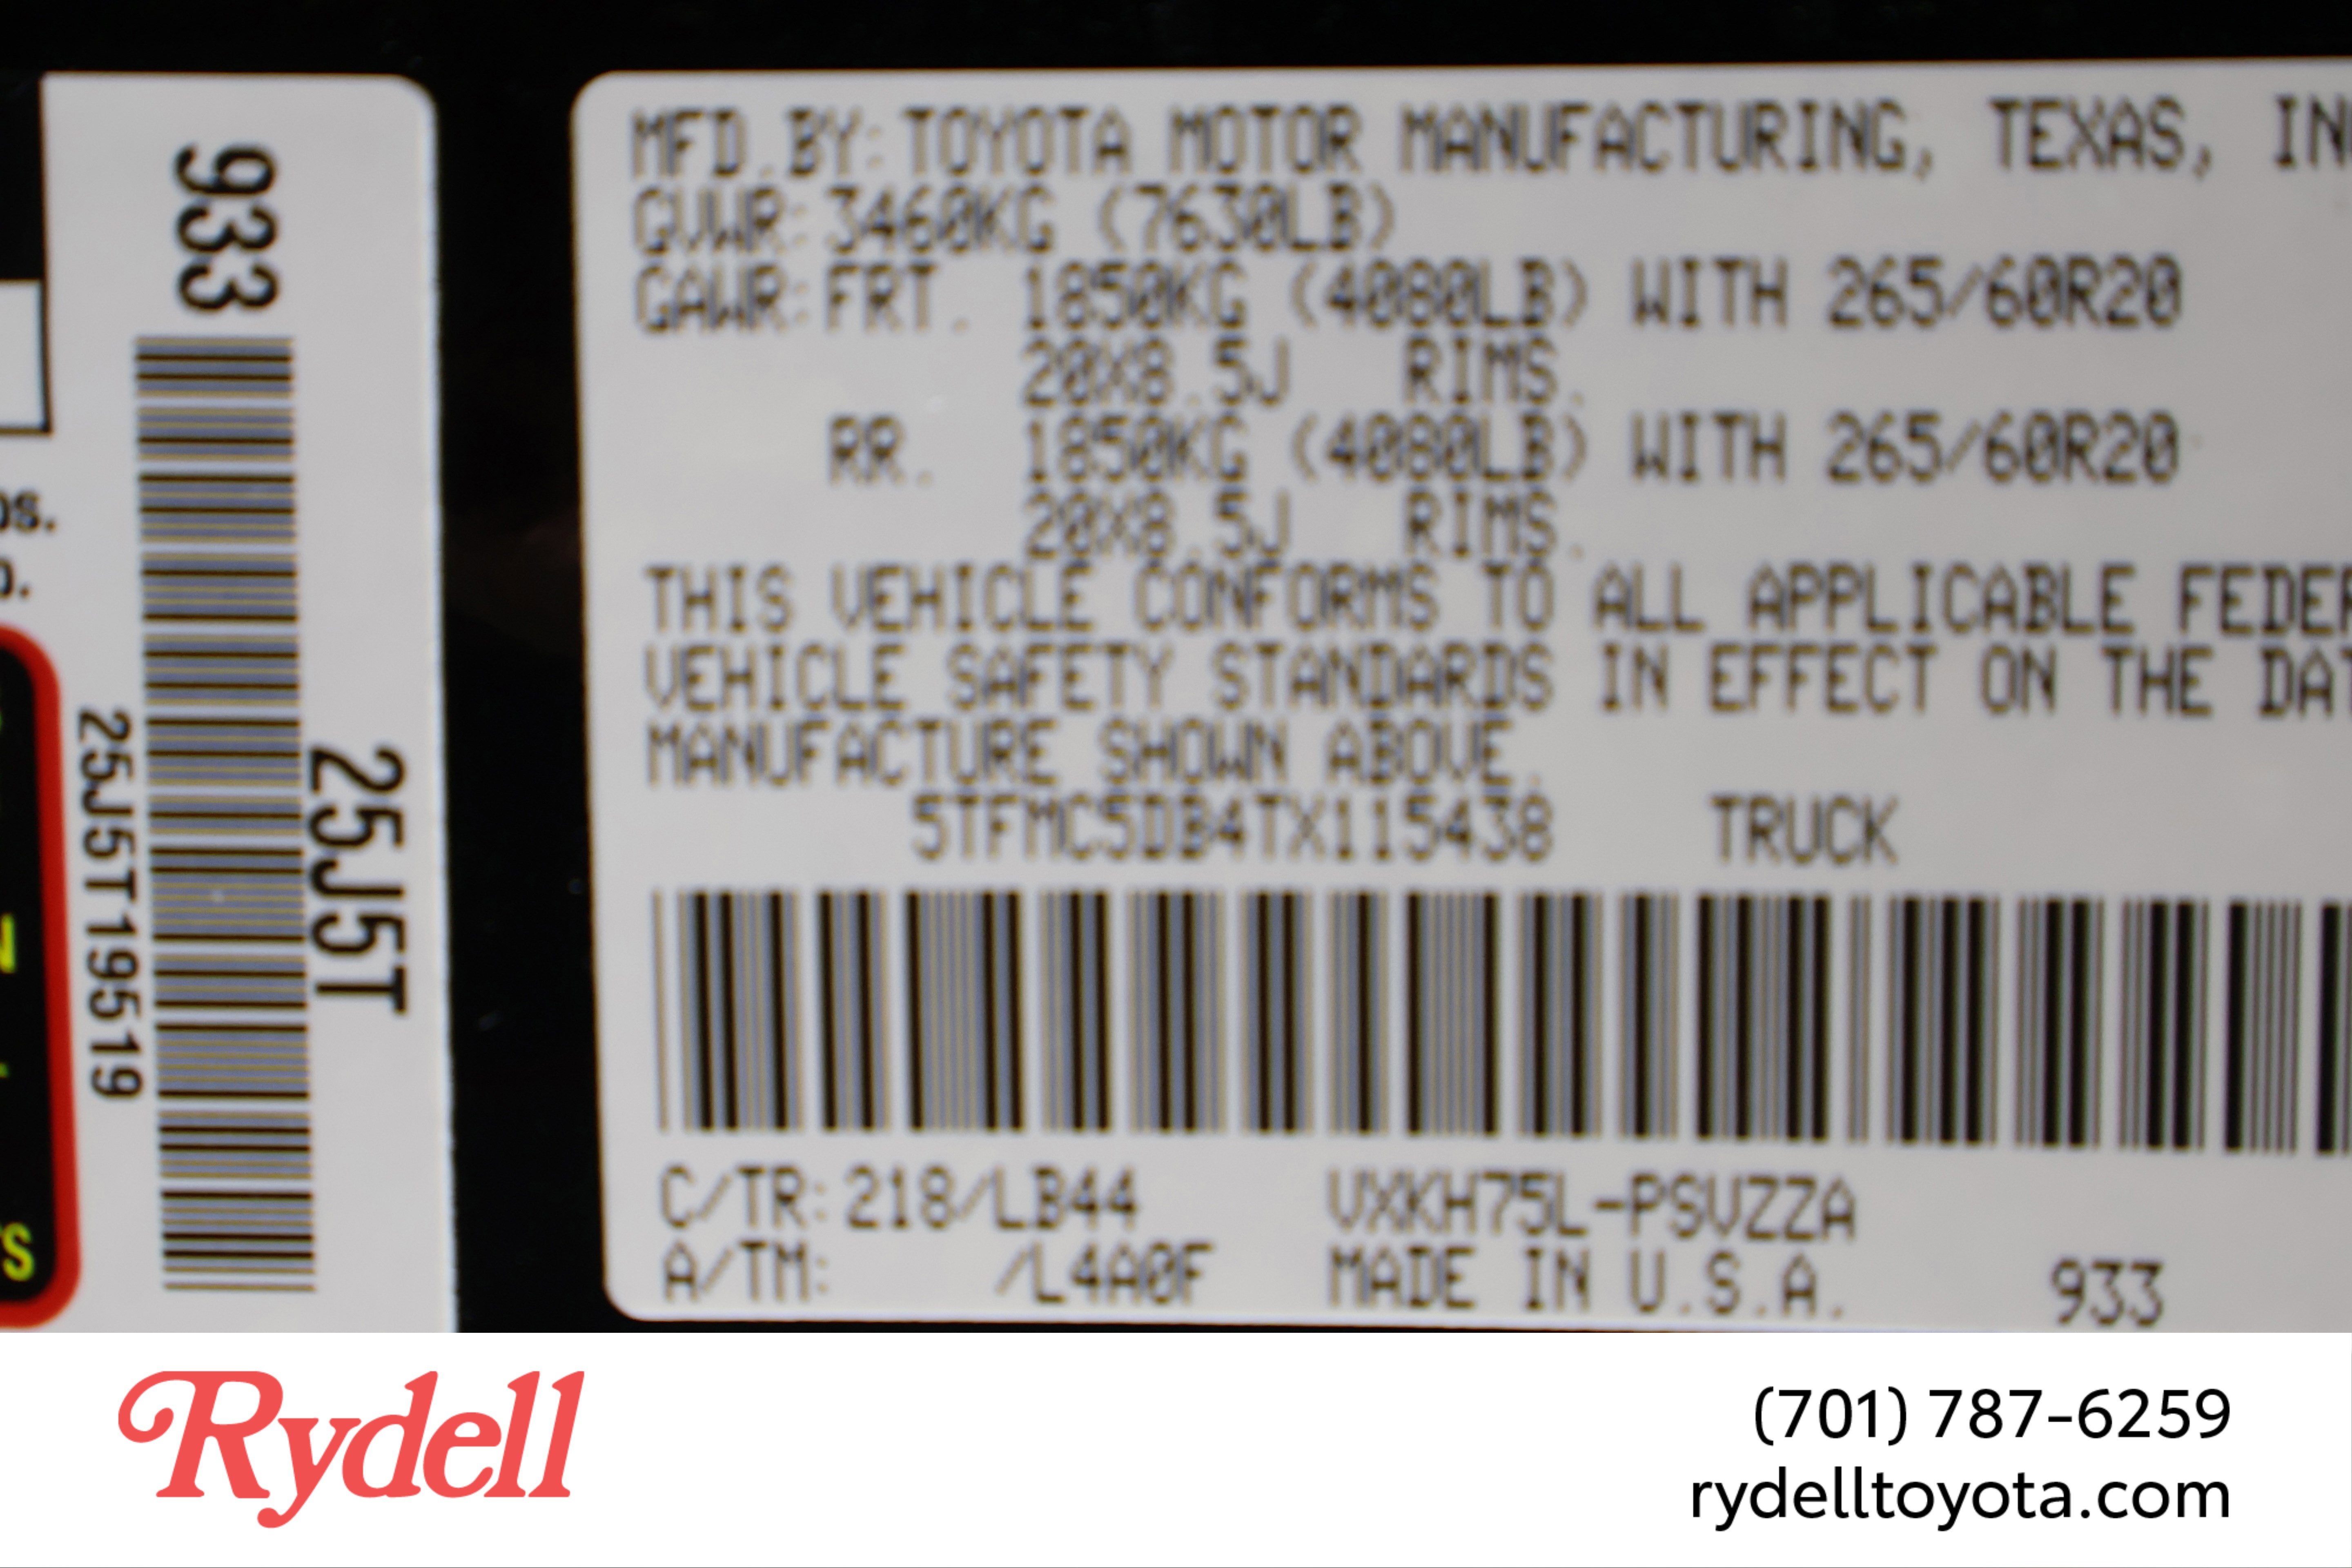 933
25J5T
25J5T19519
s.
MFD.BY: TOYOTA MOTOR MANUFACTURING, TEXAS, IN
GVWR: 3460KG (7630LB)
GAWR: FRT. 1850KG (4080LB) WITH 265/60R20
20X8.5J RIMS.
RR. 1850KG (4080LB) WITH 265/60R20
20X8.5J RIMS.
THIS VEHICLE CONFORMS TO ALL APPLICABLE FEDER
VEHICLE SAFETY STANDARDS IN EFFECT ON THE DAT
MANUFACTURE SHOWN ABOVE.
5TFMC5DB4TX115438 TRUCK
C/TR: 218/LB44 VXKH75L-PSVZZA
A/TM: /L4A0F MADE IN U.S.A. 933
Rydell
(701) 787-6259
rydelltoyota.com